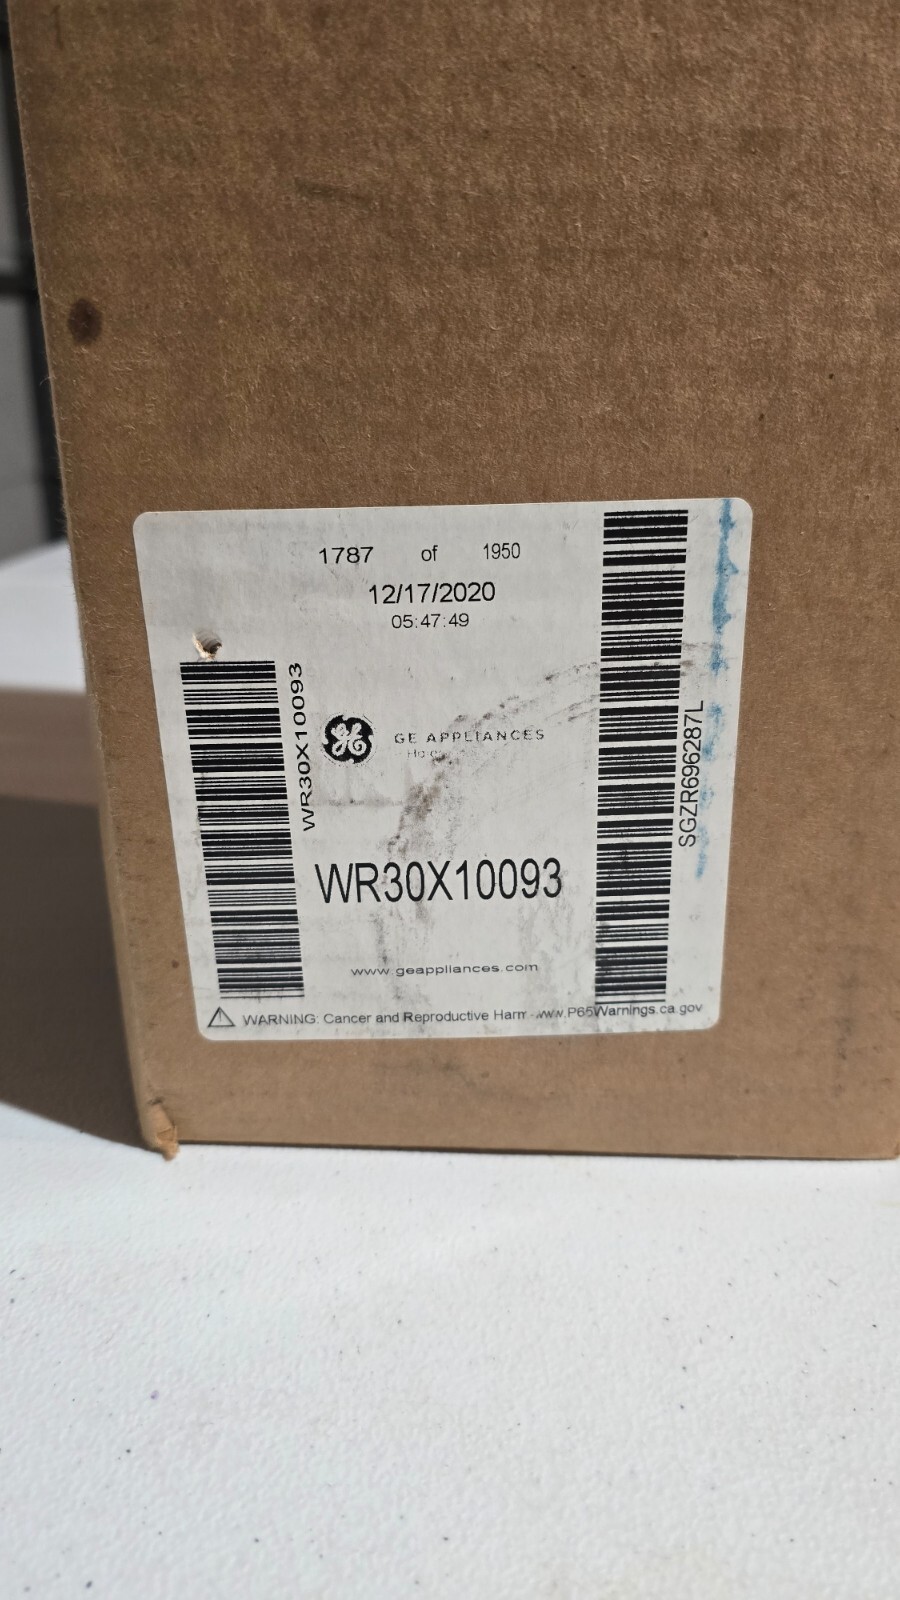 1787 of 1950
12/17/2020
05:47:49
WR30X10093
GE APPLIANCES
SGZR696287L
WR30X10093
www.geappliances.com
WARNING: Cancer and Reproductive Harm - www.P65Warnings.ca.gov